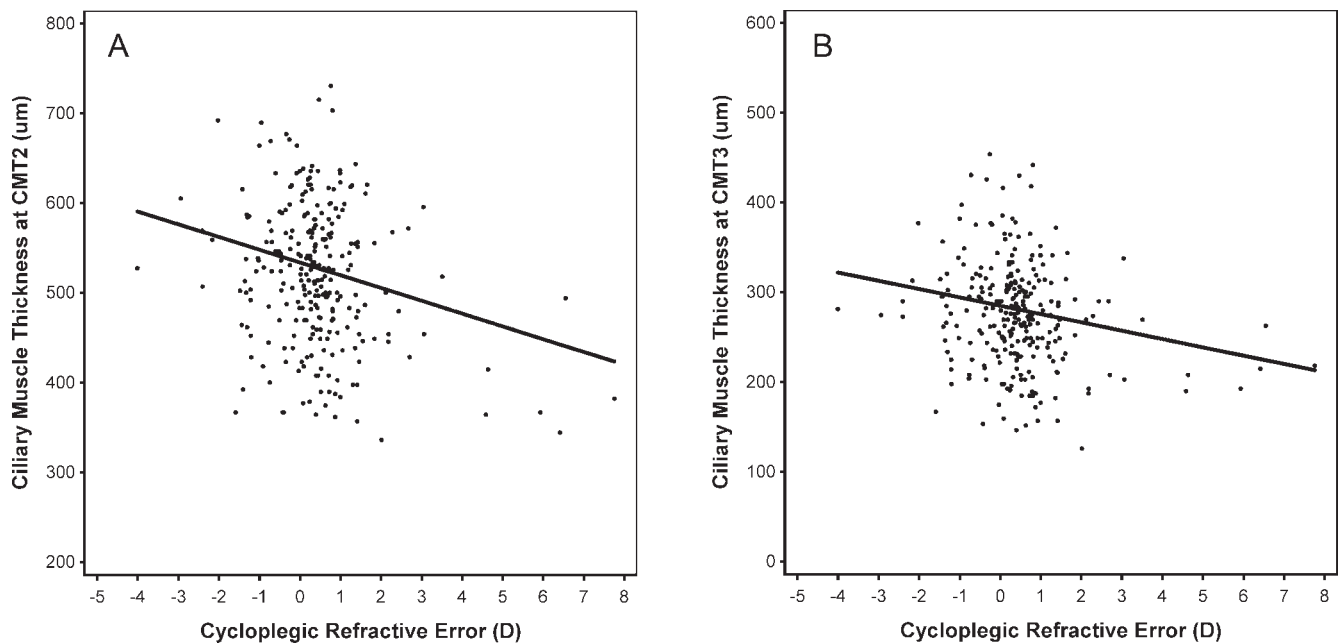 A
Ciliary Muscle Thickness at CMT2 (um)
800
700
600
500
400
300
200
-5 -4 -3 -2 -1 0 1 2 3 4 5 6 7 8
Cycloplegic Refractive Error (D)
B
Ciliary Muscle Thickness at CMT3 (um)
600
500
400
300
200
100
0
-5 -4 -3 -2 -1 0 1 2 3 4 5 6 7 8
Cycloplegic Refractive Error (D)